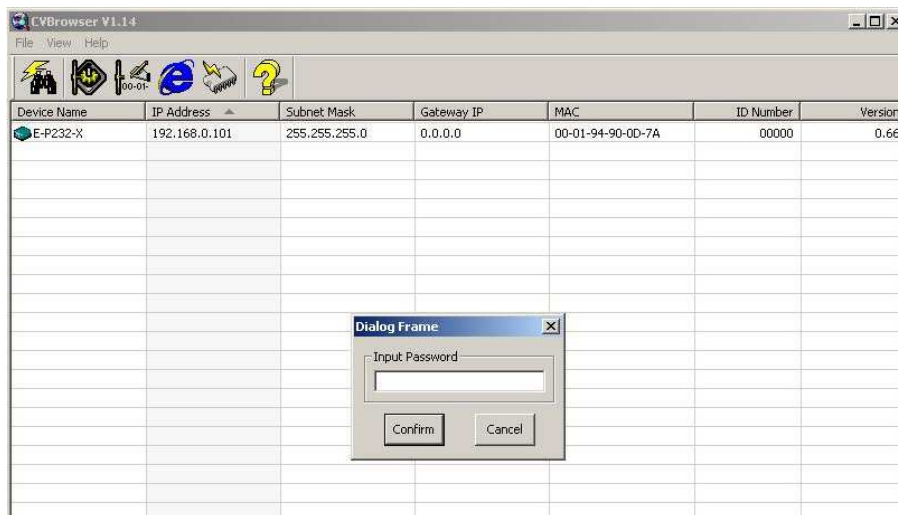 CVBrowser V1.14
File View Help
00-01-
Device Name IP Address Subnet Mask Gateway IP MAC ID Number Version
E-P232-X 192.168.0.101 255.255.255.0 0.0.0.0 00-01-94-90-0D-7A 00000 0.66
Dialog Frame
Input Password
Confirm Cancel